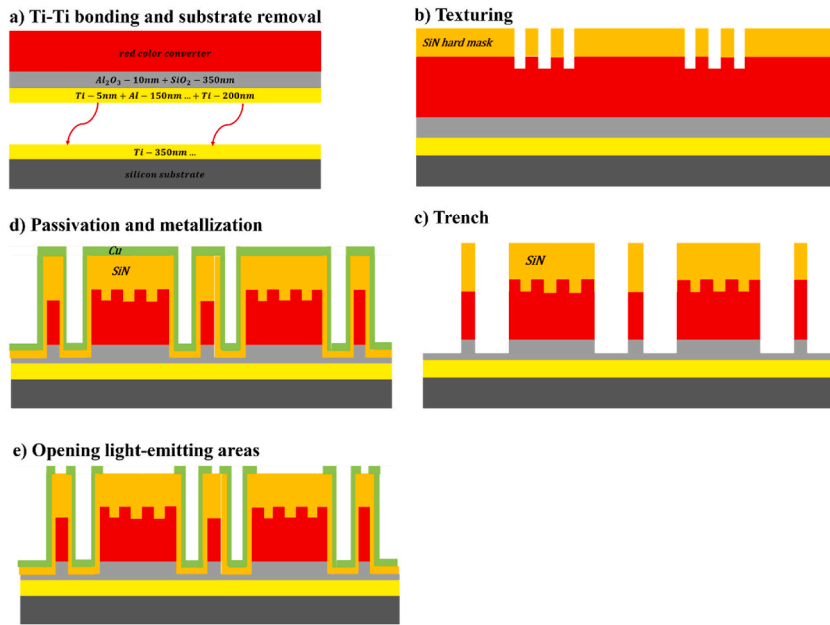 a) Ti-Ti bonding and substrate removal
red color converter
Al₂O₃ − 10nm + SiO₂ − 350nm
Ti − 5nm + Al − 150nm … + Ti − 200nm
Ti − 350nm …
silicon substrate
b) Texturing
SiN hard mask
d) Passivation and metallization
Cu
SiN
c) Trench
SiN
e) Opening light-emitting areas